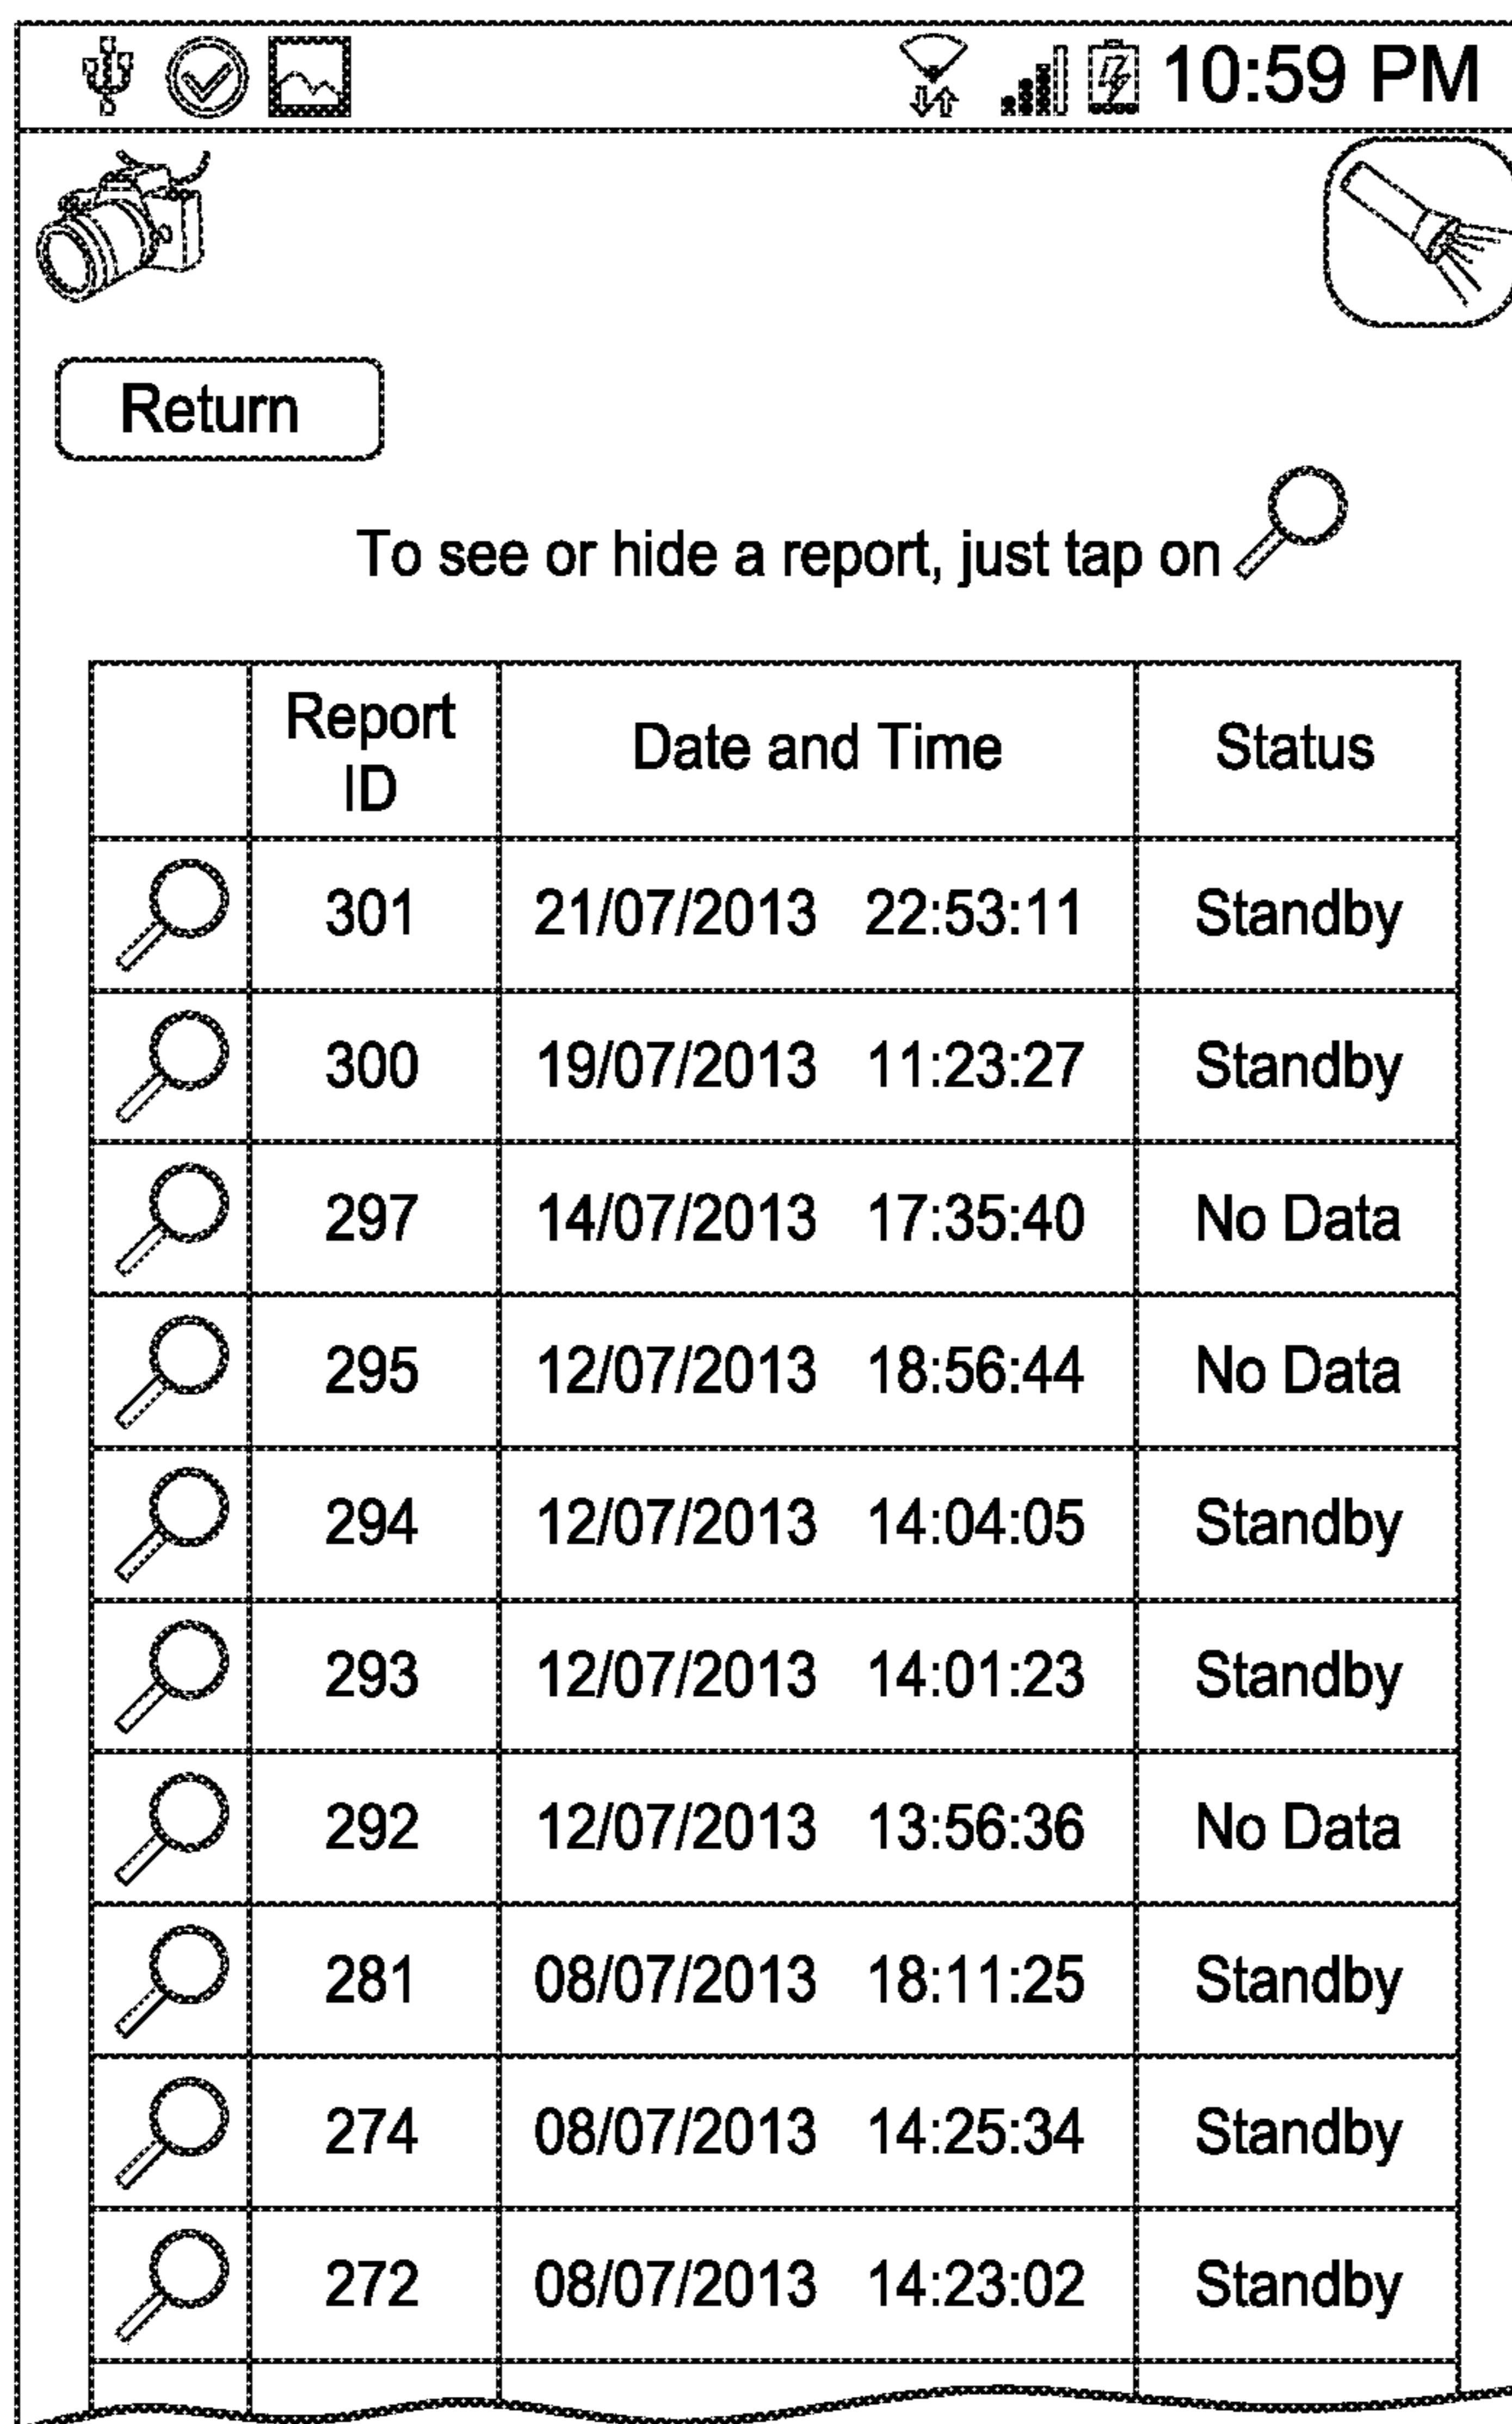 10:59 PM
Return
To see or hide a report, just tap on
Report ID Date and Time Status
301 21/07/2013 22:53:11 Standby
300 19/07/2013 11:23:27 Standby
297 14/07/2013 17:35:40 No Data
295 12/07/2013 18:56:44 No Data
294 12/07/2013 14:04:05 Standby
293 12/07/2013 14:01:23 Standby
292 12/07/2013 13:56:36 No Data
281 08/07/2013 18:11:25 Standby
274 08/07/2013 14:25:34 Standby
272 08/07/2013 14:23:02 Standby